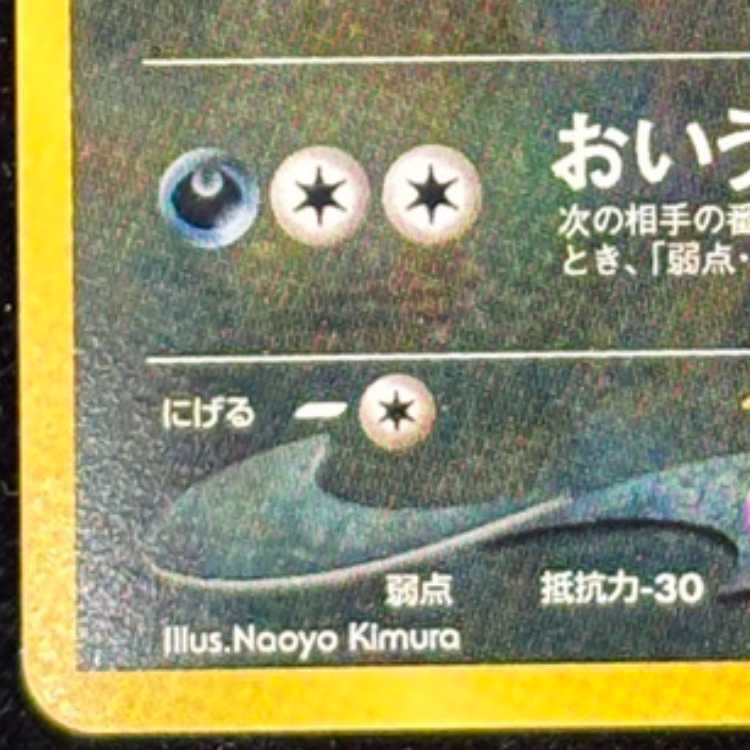 おいう
次の相手の番
とき、「弱点・
にげる
弱点 抵抗力-30
Illus.Naoyo Kimura